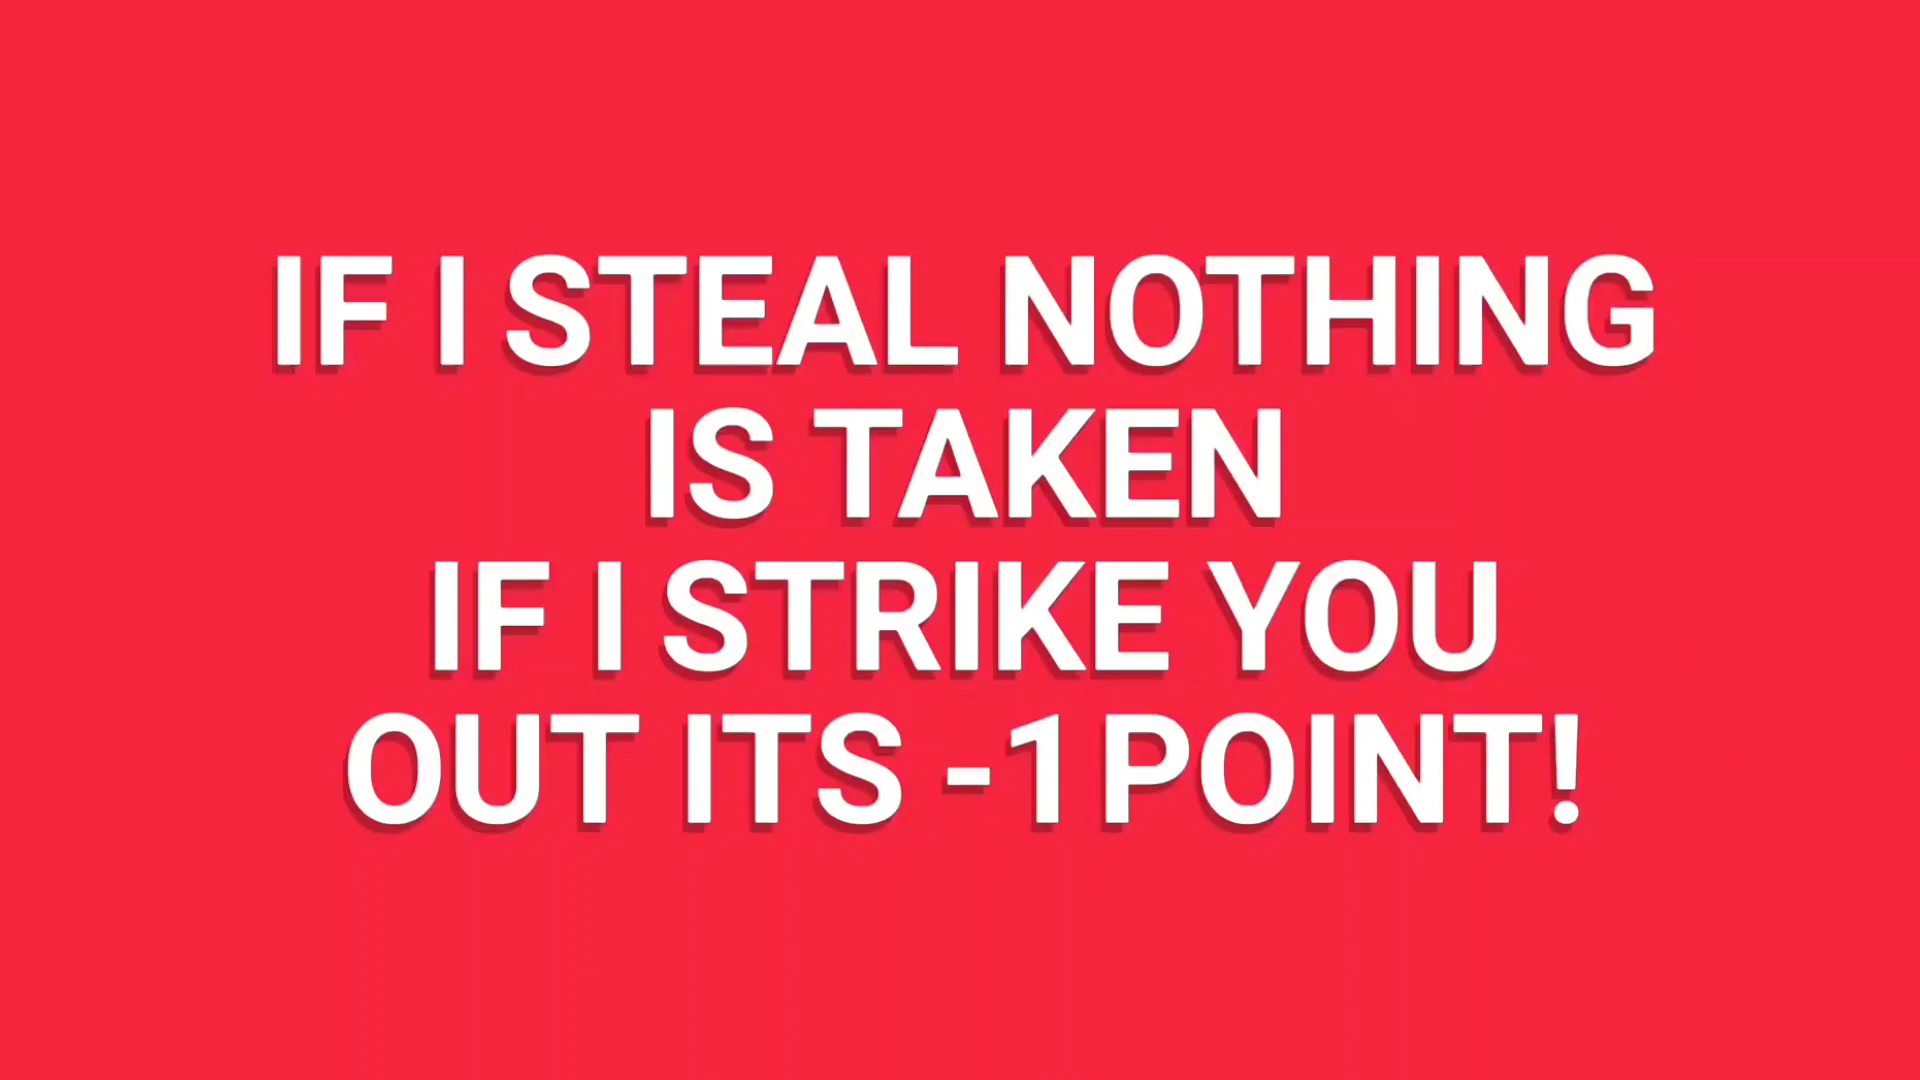 IF I STEAL NOTHING
IS TAKEN
IF I STRIKE YOU
OUT ITS -1 POINT!